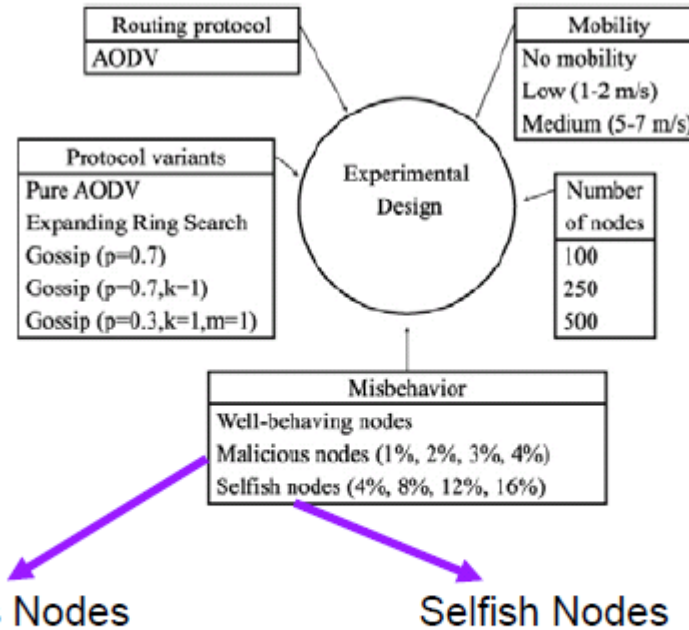 Routing protocol
AODV
Mobility
No mobility
Low (1-2 m/s)
Medium (5-7 m/s)
Protocol variants
Pure AODV
Expanding Ring Search
Gossip (p=0.7)
Gossip (p=0.7,k=1)
Gossip (p=0.3,k=1,m=1)
Experimental
Design
Number
of nodes
100
250
500
Misbehavior
Well-behaving nodes
Malicious nodes (1%, 2%, 3%, 4%)
Selfish nodes (4%, 8%, 12%, 16%)
Nodes
Selfish Nodes